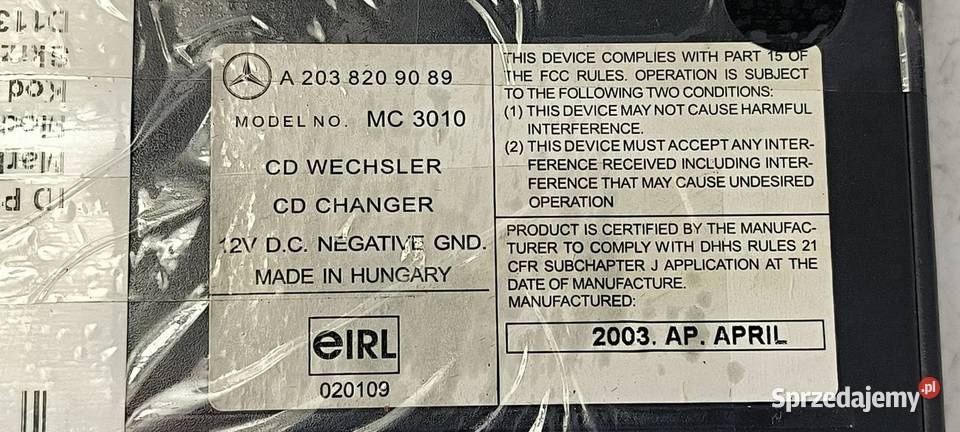 A 203 820 90 89
MODEL NO. MC 3010
CD WECHSLER
CD CHANGER
12V D.C. NEGATIVE GND.
MADE IN HUNGARY
eIRL
020109
THIS DEVICE COMPLIES WITH PART 15 OF
THE FCC RULES. OPERATION IS SUBJECT
TO THE FOLLOWING TWO CONDITIONS:
(1) THIS DEVICE MAY NOT CAUSE HARMFUL
INTERFERENCE.
(2) THIS DEVICE MUST ACCEPT ANY INTER-
FERENCE RECEIVED INCLUDING INTER-
FERENCE THAT MAY CAUSE UNDESIRED
OPERATION
PRODUCT IS CERTIFIED BY THE MANUFAC-
TURER TO COMPLY WITH DHHS RULES 21
CFR SUBCHAPTER J APPLICATION AT THE
DATE OF MANUFACTURE.
MANUFACTURED:
2003. AP. APRIL
ID p
Kod
D113
Sprzedajemy.pl